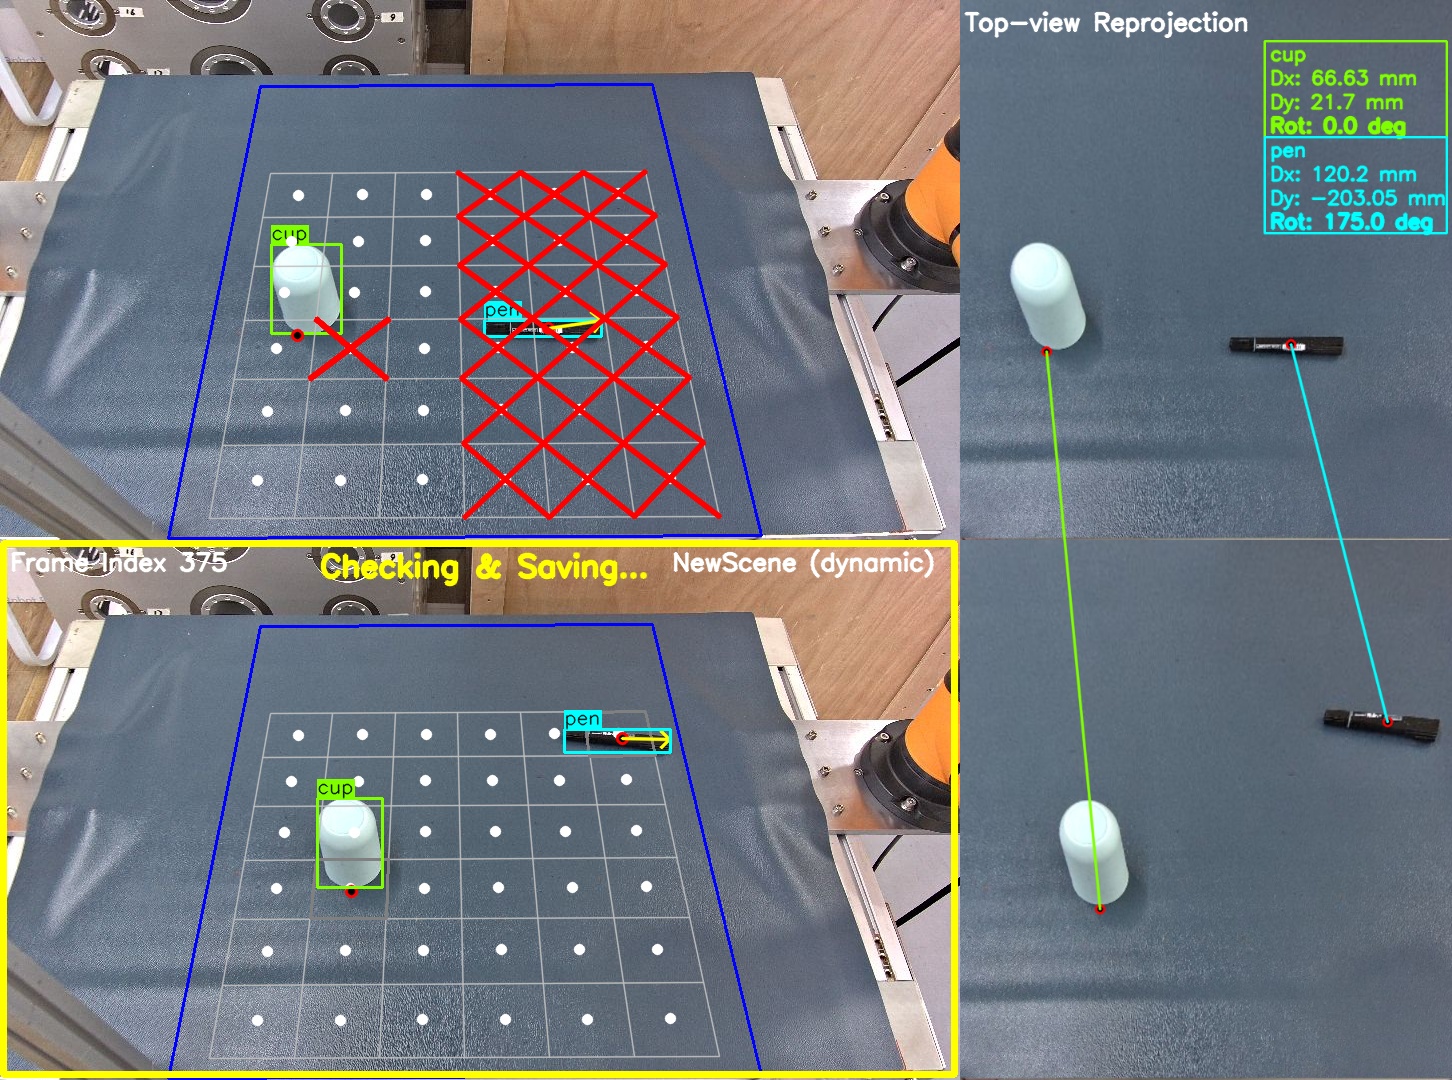 16
9
cup
pen
Top-view Reprojection
cup
Dx: 66.63 mm
Dy: 21.7 mm
Rot: 0.0 deg
pen
Dx: 120.2 mm
Dy: -203.05 mm
Rot: 175.0 deg
Frame Index 375
Checking & Saving...
NewScene (dynamic)
pen
cup